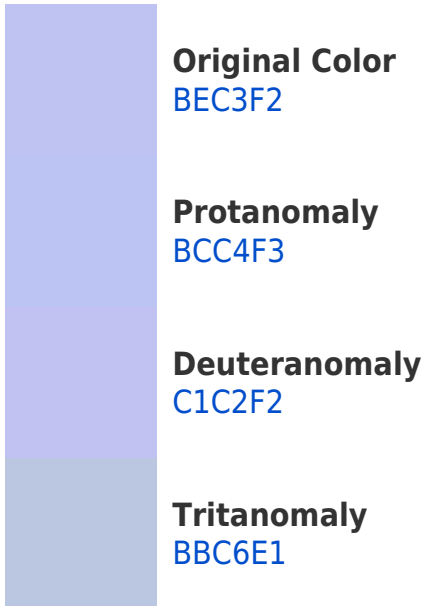 Original Color
BEC3F2
Protanomaly
BCC4F3
Deuteranomaly
C1C2F2
Tritanomaly
BBC6E1